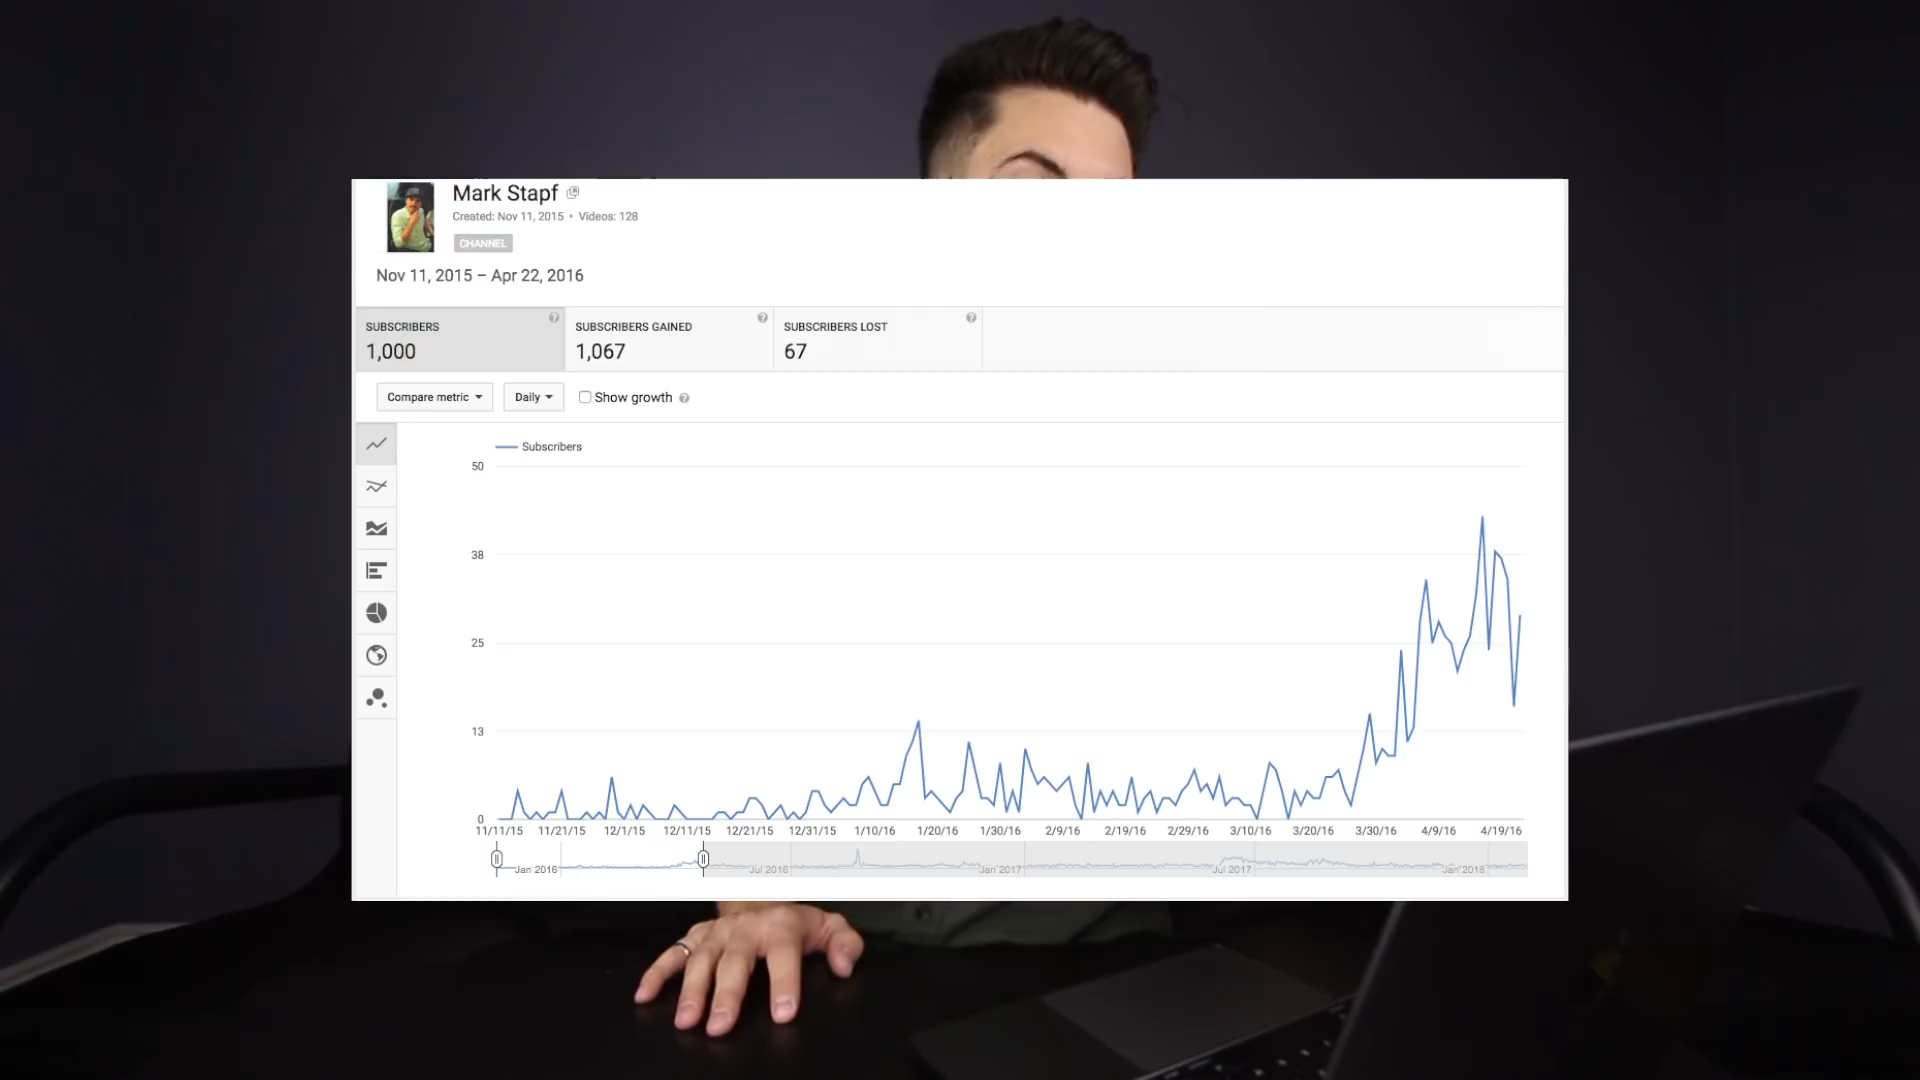 Mark Stapf
Created: Nov 11, 2015 • Videos: 128
CHANNEL
Nov 11, 2015 – Apr 22, 2016
SUBSCRIBERS ?
1,000
SUBSCRIBERS GAINED ?
1,067
SUBSCRIBERS LOST ?
67
Compare metric Daily Show growth ?
Subscribers
50
38
25
13
0
11/11/15 11/21/15 12/1/15 12/11/15 12/21/15 12/31/15 1/10/16 1/20/16 1/30/16 2/9/16 2/19/16 2/29/16 3/10/16 3/20/16 3/30/16 4/9/16 4/19/16
Jan 2016 Jul 2016 Jan 2017 Jul 2017 Jan 2018